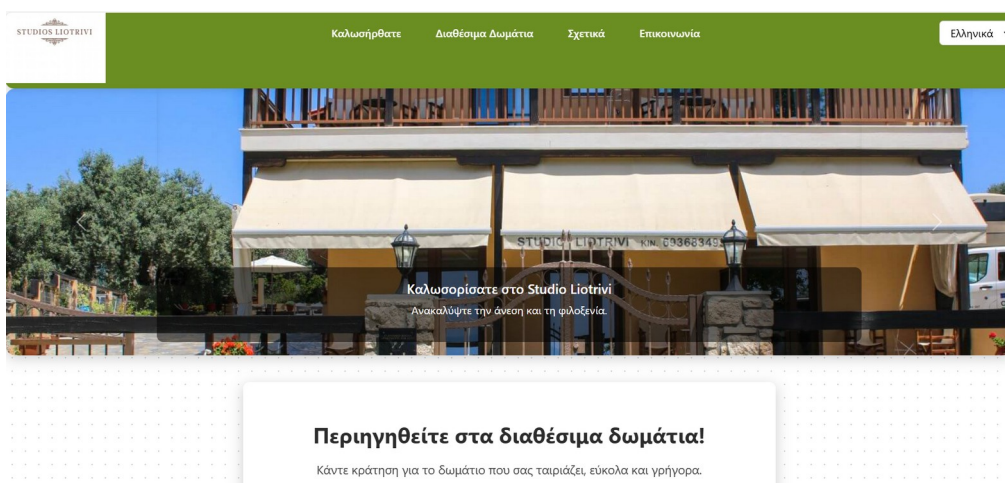 STUDIOS LIOTRIVI
Καλωσήρθατε Διαθέσιμα Δωμάτια Σχετικά Επικοινωνία
Ελληνικά
STUDIO LIOTRIVI ΚΙΝ.
Καλωσορίσατε στο Studio Liotrivi
Ανακαλύψτε την άνεση και τη φιλοξενία.
Περιηγηθείτε στα διαθέσιμα δωμάτια!
Κάντε κράτηση για το δωμάτιο που σας ταιριάζει, εύκολα και γρήγορα.